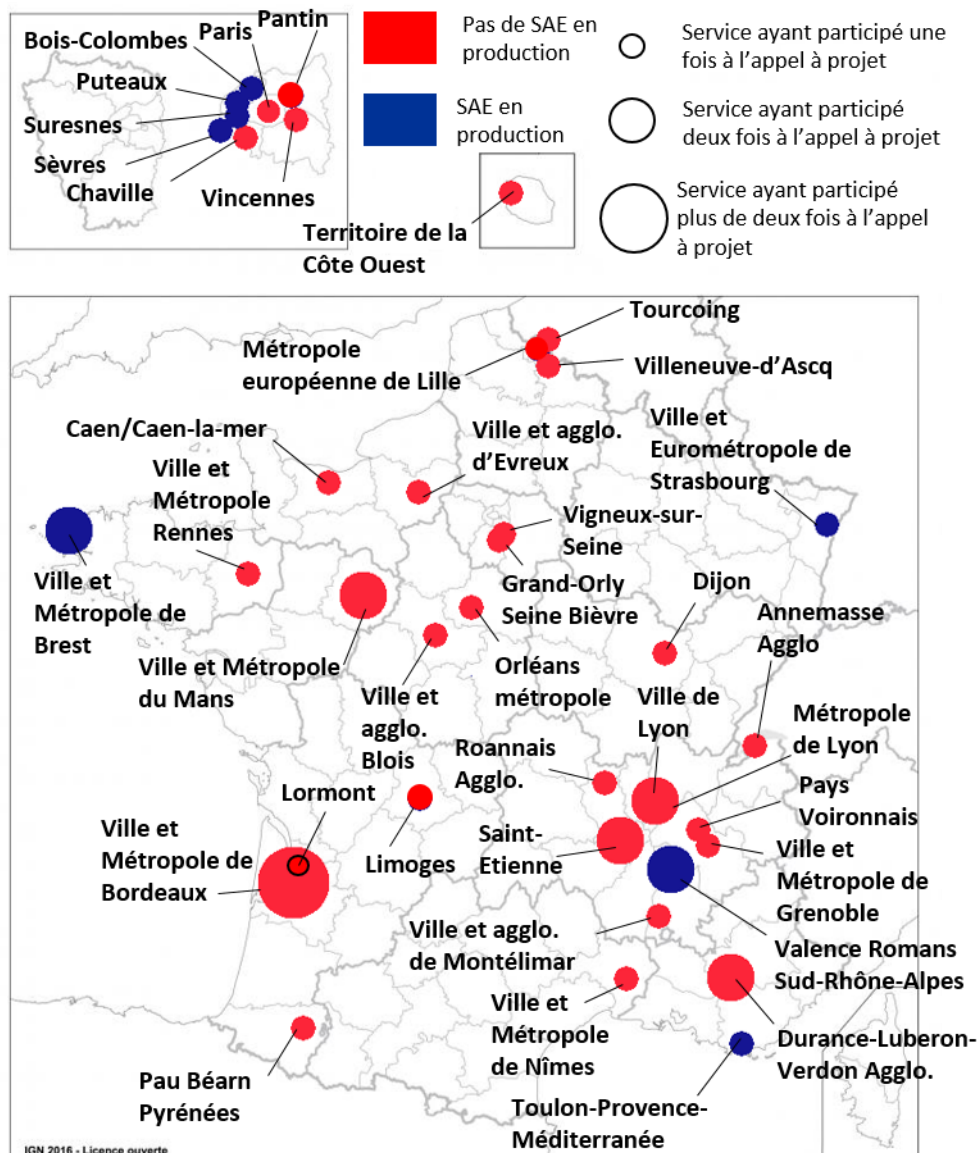 Bois-Colombes
Paris
Pantin
Puteaux
Suresnes
Sèvres
Chaville
Vincennes
Pas de SAE en
production
SAE en
production
Service ayant participé une
fois à l'appel à projet
Service ayant participé
deux fois à l'appel à projet
Service ayant participé
plus de deux fois à l'appel
à projet
Territoire de la
Côte Ouest
Tourcoing
Métropole
européenne de Lille
Villeneuve-d'Ascq
Caen/Caen-la-mer
Ville et agglo.
d'Evreux
Ville et
Eurométropole de
Strasbourg
Ville et
Métropole
Rennes
Vigneux-sur-
Seine
Ville et
Métropole de
Brest
Grand-Orly
Seine Bièvre
Dijon
Annemasse
Agglo
Ville et Métropole
du Mans
Ville et
agglo.
Blois
Orléans
métropole
Ville de
Lyon
Métropole
de Lyon
Roannais
Agglo.
Lormont
Pays
Voironnais
Ville et
Métropole de
Bordeaux
Limoges
Saint-
Etienne
Ville et
Métropole de
Grenoble
Ville et agglo.
de Montélimar
Valence Romans
Sud-Rhône-Alpes
Ville et
Métropole
de Nîmes
Durance-Luberon-
Verdon Agglo.
Pau Béarn
Pyrénées
Toulon-Provence-
Méditerranée
IGN 2016 - Licence ouverte